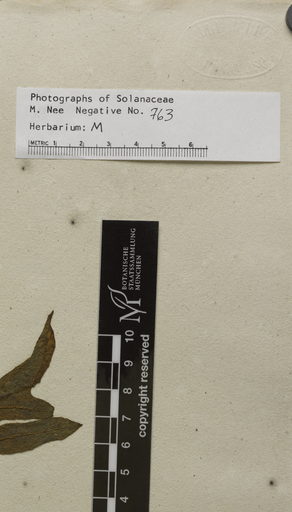 Photographs of Solanaceae
M. Nee Negative No. 763
Herbarium: M
METRIC 1 2 3 4 5 6
BOTANISCHE
STAATSSAMMLUNG
MÜNCHEN
M
copyright reserved
10 9 8 7 6 5 4